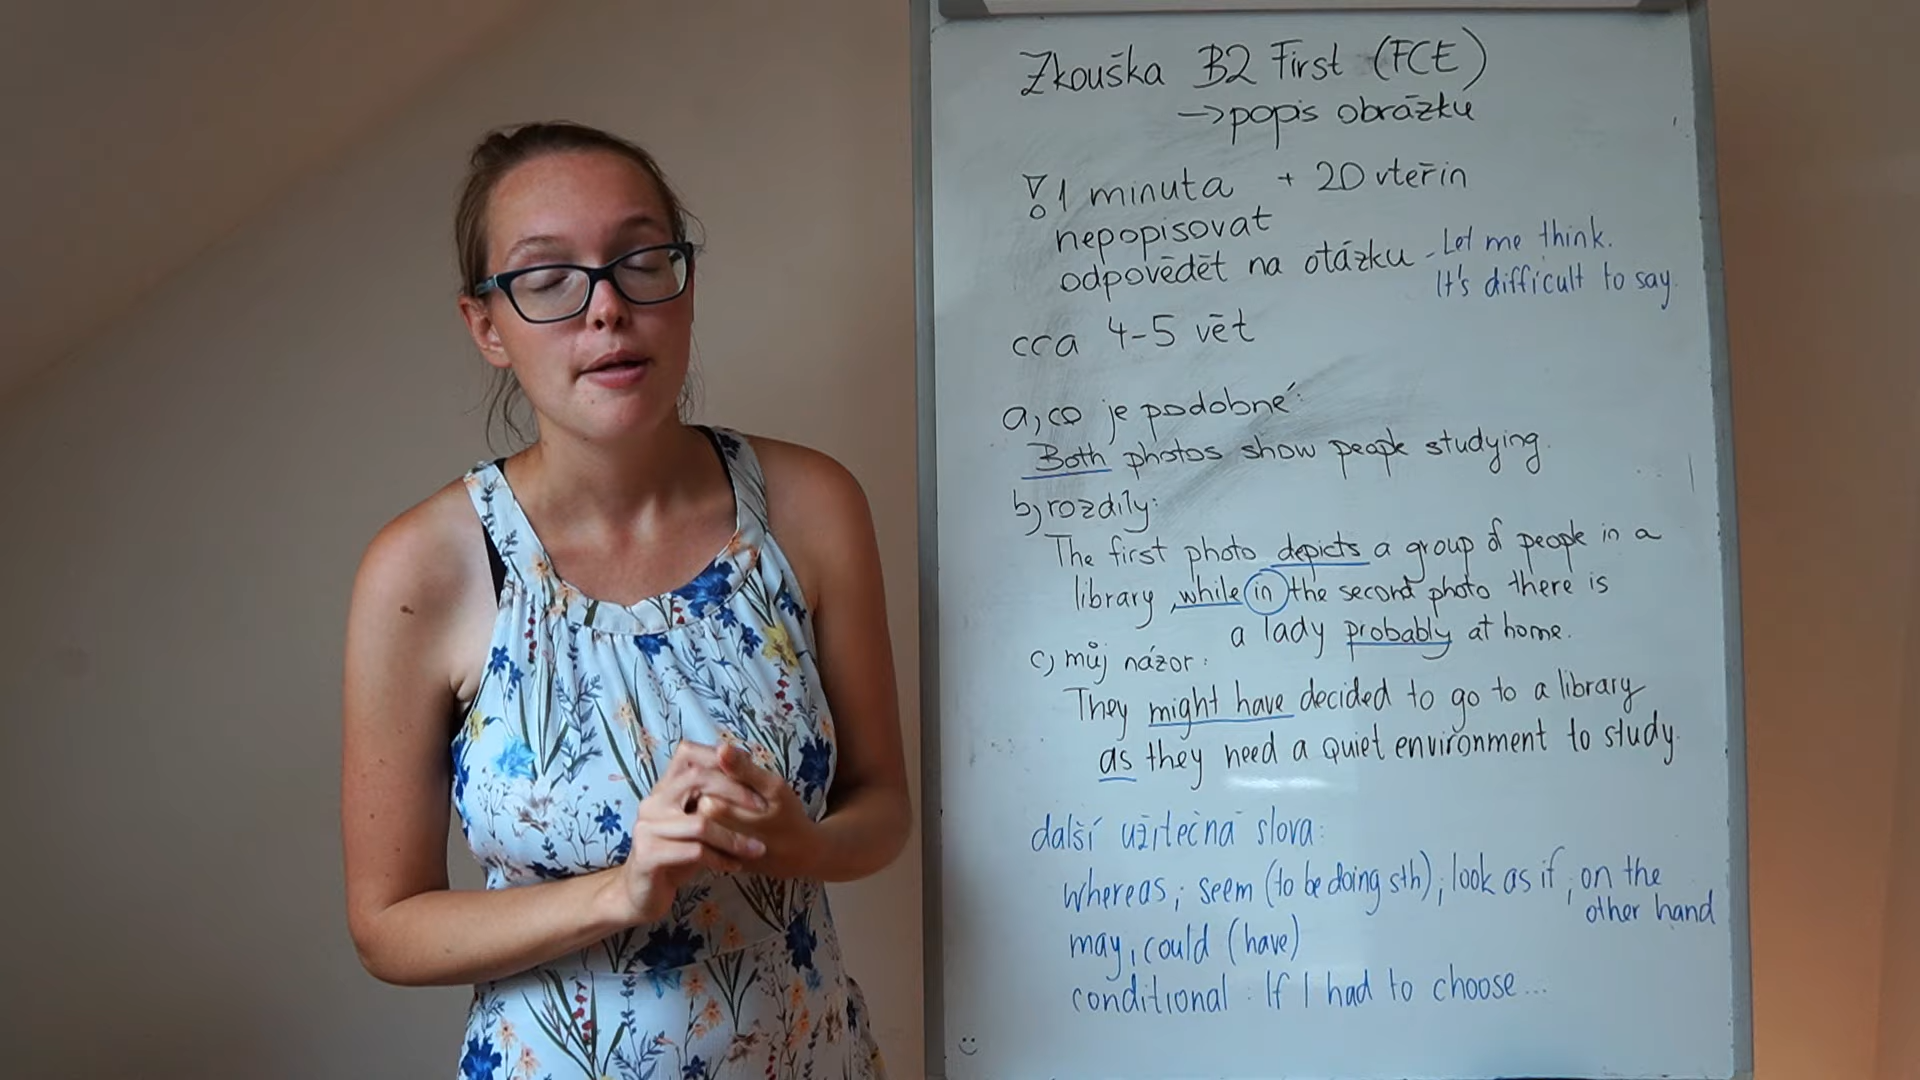 Zkouška B2 First (FCE)
→ popis obrázku
! 1 minuta + 20 vteřin
nepopisovat
odpovědět na otázku - Let me think.
It's difficult to say.
cca 4-5 vět
a, co je podobné:
Both photos show people studying.
b, rozdíly:
The first photo depicts a group of people in a
library, while in the second photo there is
a lady probably at home.
c, můj názor:
They might have decided to go to a library
as they need a quiet environment to study.
další užitečná slova:
whereas; seem (to be doing sth); look as if; on the
other hand
may, could (have)
conditional: If I had to choose...